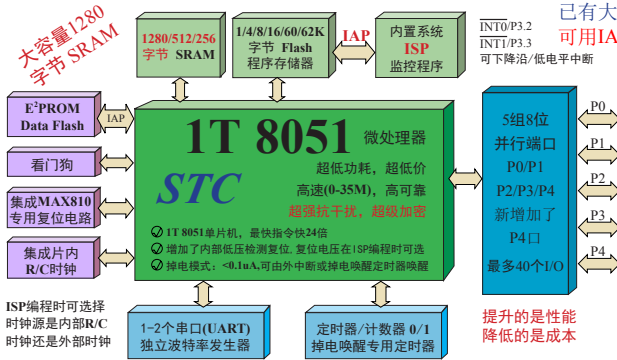 大容量1280
字节 SRAM
1280/512/256
字节 SRAM
1/4/8/16/60/62K
字节 Flash
程序存储器
IAP
内置系统
ISP
监控程序
INT0/P3.2
INT1/P3.3
可下降沿/低电平中断
已有大
可用IA
E²PROM
Data Flash
IAP
看门狗
集成MAX810
专用复位电路
集成片内
R/C时钟
1T 8051 微处理器
STC
超低功耗，超低价
高速(0-35M)，高可靠
超强抗干扰，超级加密
1T 8051单片机，最快指令快24倍
增加了内部低压检测复位,复位电压在ISP编程时可选
掉电模式：<0.1uA,可由外中断或掉电唤醒定时器唤醒
5组8位
并行端口
P0/P1
P2/P3/P4
新增加了
P4口
最多40个I/O
P0
P1
P2
P3
P4
ISP编程时可选择
时钟源是内部R/C
时钟还是外部时钟
1-2个串口(UART)
独立波特率发生器
定时器/计数器 0/1
掉电唤醒专用定时器
提升的是性能
降低的是成本